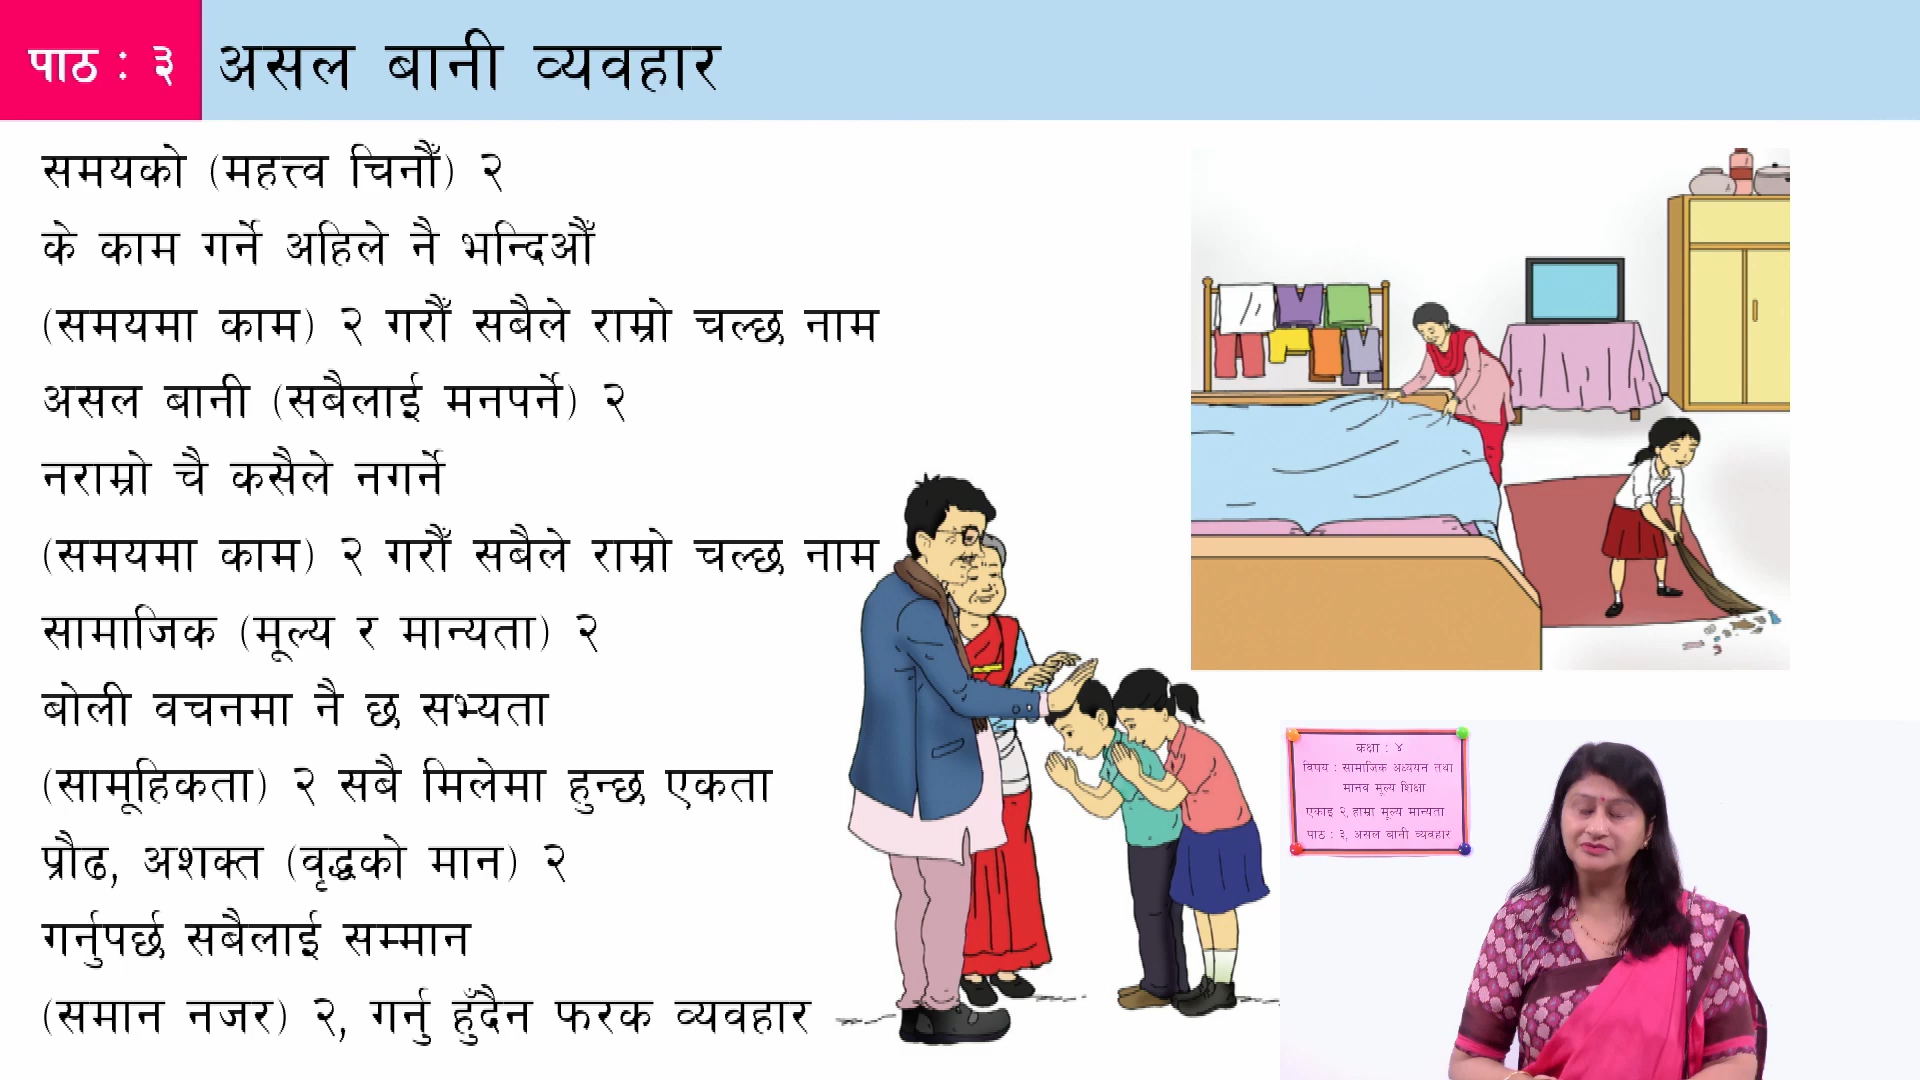 पाठ : ३
असल बानी व्यवहार
समयको (महत्त्व चिनौँ) २
के काम गर्ने अहिले नै भन्दिऔँ
(समयमा काम) २ गरौँ सबैले राम्रो चल्छ नाम
असल बानी (सबैलाई मनपर्ने) २
नराम्रो चै कसैले नगर्ने
(समयमा काम) २ गरौँ सबैले राम्रो चल्छ नाम
सामाजिक (मूल्य र मान्यता) २
बोली वचनमा नै छ सभ्यता
(सामूहिकता) २ सबै मिलेमा हुन्छ एकता
प्रौढ, अशक्त (वृद्धको मान) २
गर्नुपर्छ सबैलाई सम्मान
(समान नजर) २, गर्नु हुँदैन फरक व्यवहार
कक्षा : ४
विषय : सामाजिक अध्ययन तथा
मानव मूल्य शिक्षा
एकाइ २, हाम्रा मूल्य मान्यता
पाठ : ३, असल बानी व्यवहार